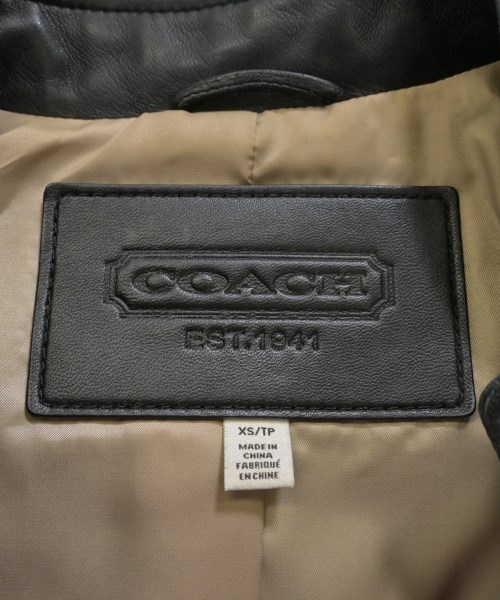 COACH
EST.1941
XS/TP
MADE IN
CHINA
FABRIQUÉ
EN CHINE